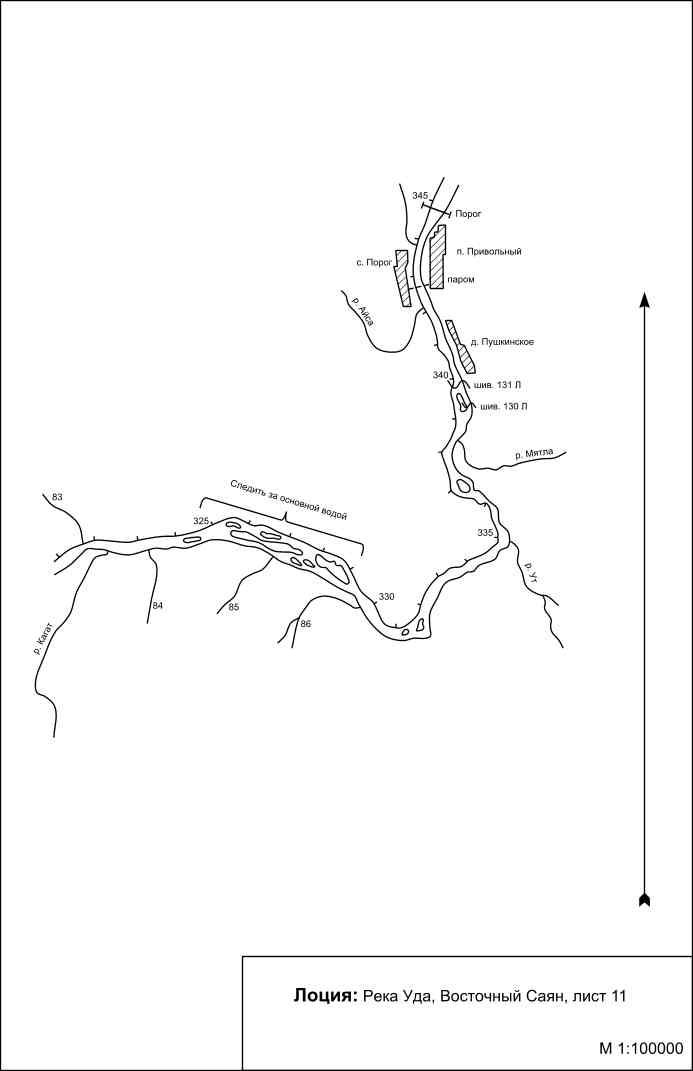 345
Порог
с. Порог
п. Привольный
паром
р. Айса
д. Пушкинское
340
шив. 131 Л
шив. 130 Л
р. Мятла
Следить за основной водой
83
325
335
р. Ут
84
85
330
86
р. Кагат
Лоция: Река Уда, Восточный Саян, лист 11
М 1:100000